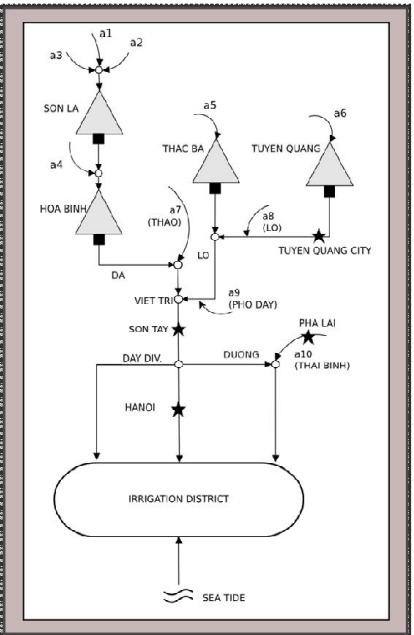 a1
a3
a2
SON LA
a4
a5
a6
THAC BA
TUYEN QUANG
HOA BINH
a7
(THAO)
a8
(LO)
TUYEN QUANG CITY
LO
DA
a9
(PHO DAY)
VIET TRI
SON TAY
PHA LAI
DAY DIV.
DUONG
a10
(THAI BINH)
HANOI
IRRIGATION DISTRICT
SEA TIDE